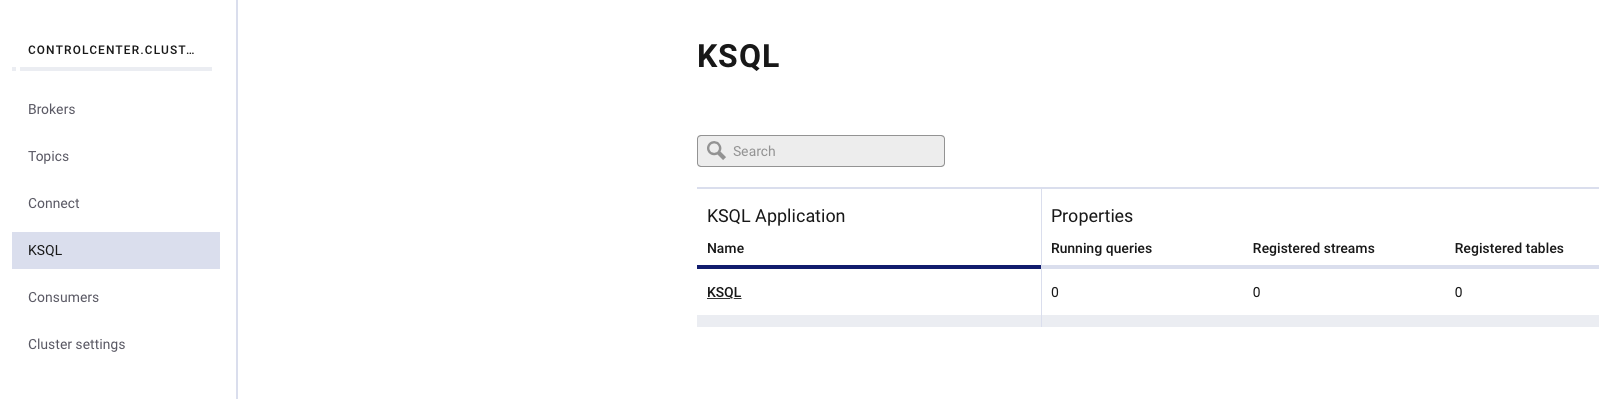 CONTROLCENTER.CLUST…
Brokers
Topics
Connect
KSQL
Consumers
Cluster settings
KSQL
Search
KSQL Application
Properties
Name
Running queries
Registered streams
Registered tables
KSQL
0
0
0